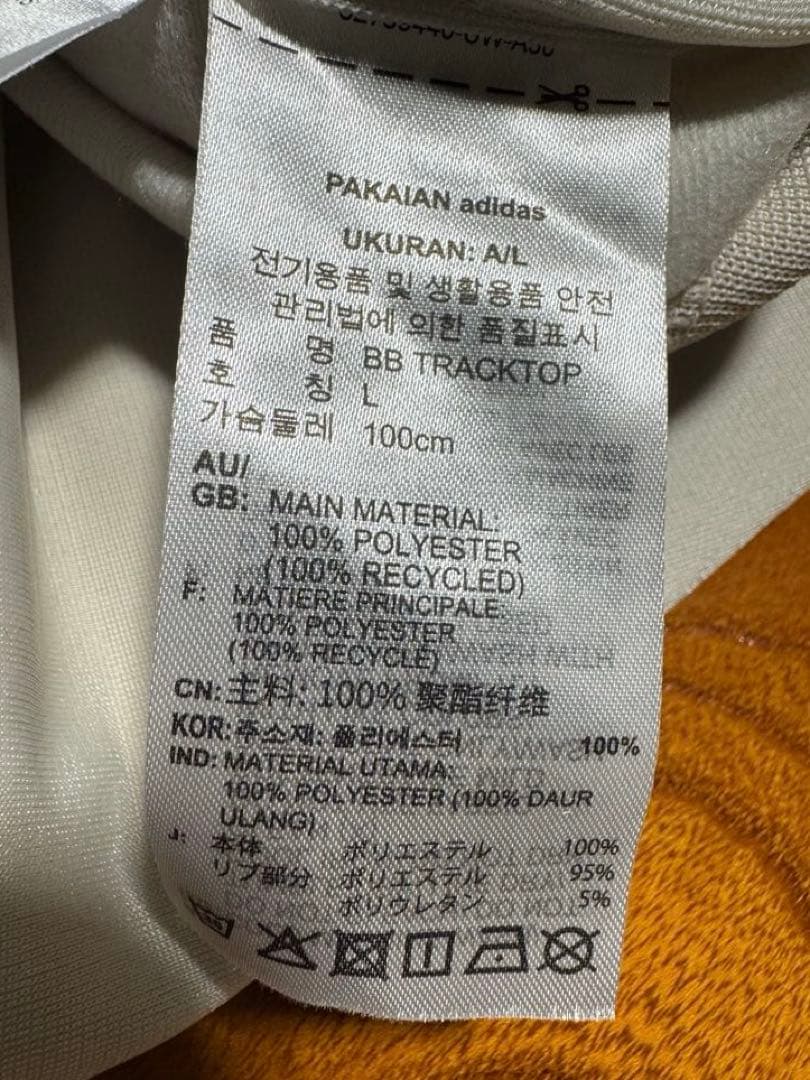 PAKAIAN adidas
UKURAN: A/L
전기용품 및 생활용품 안전
관리법에 의한 품질표시
품 명 BB TRACKTOP
호 칭 L
가슴둘레 100cm
AU/
GB: MAIN MATERIAL:
100% POLYESTER
(100% RECYCLED)
F: MATIERE PRINCIPALE:
100% POLYESTER
(100% RECYCLE)
CN: 主料: 100% 聚酯纤维
KOR: 주소재: 폴리에스터 100%
IND: MATERIAL UTAMA:
100% POLYESTER (100% DAUR
ULANG)
J: 本体 ポリエステル 100%
リブ部分 ポリエステル 95%
ポリウレタン 5%